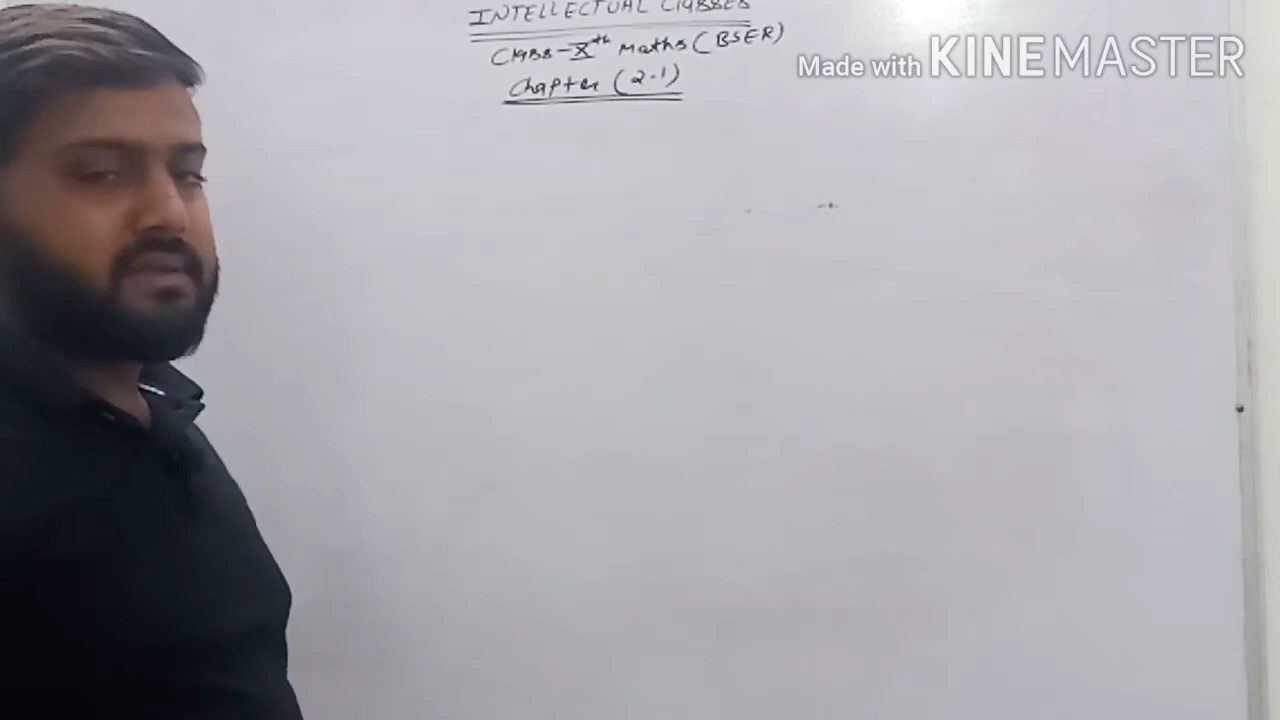 INTELLECTUAL CLASSES
Class-Xth Maths (BSER)
Chapter (2.1)
Made with KINEMASTER